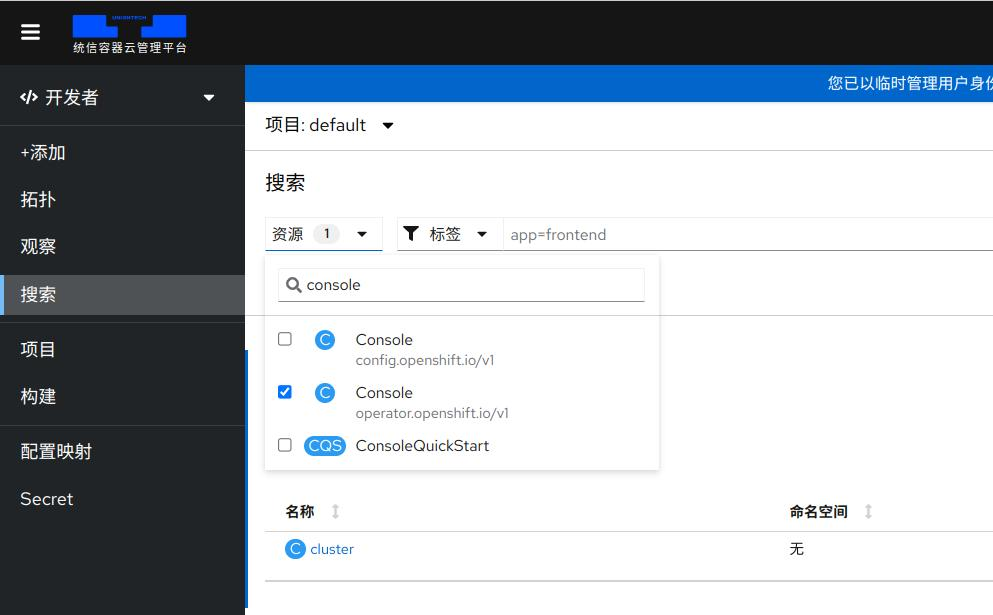 UNIONTECH
统信容器云管理平台
您已以临时管理用户身
开发者
项目: default
+添加
拓扑
观察
搜索
项目
构建
配置映射
Secret
搜索
资源 1
标签
app=frontend
console
C Console
config.openshift.io/v1
C Console
operator.openshift.io/v1
CQS ConsoleQuickStart
名称 命名空间
C cluster 无